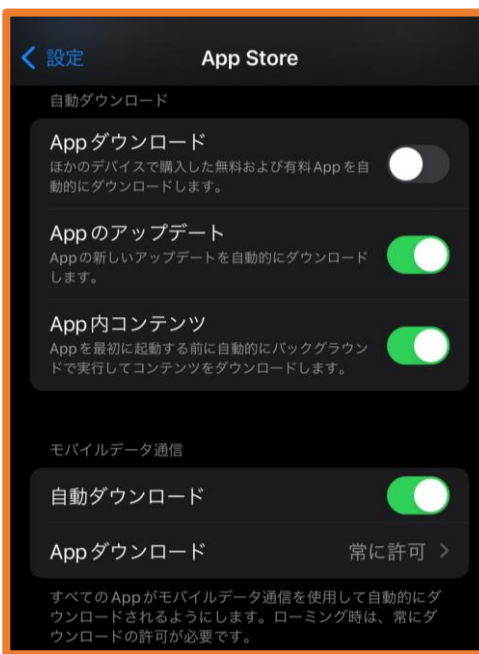 設定
App Store
自動ダウンロード
Appダウンロード
ほかのデバイスで購入した無料および有料Appを自
動的にダウンロードします。
Appのアップデート
Appの新しいアップデートを自動的にダウンロード
します。
App内コンテンツ
Appを最初に起動する前に自動的にバックグラウン
ドで実行してコンテンツをダウンロードします。
モバイルデータ通信
自動ダウンロード
Appダウンロード 常に許可
すべてのAppがモバイルデータ通信を使用して自動的にダ
ウンロードされるようにします。ローミング時は、常にダ
ウンロードの許可が必要です。